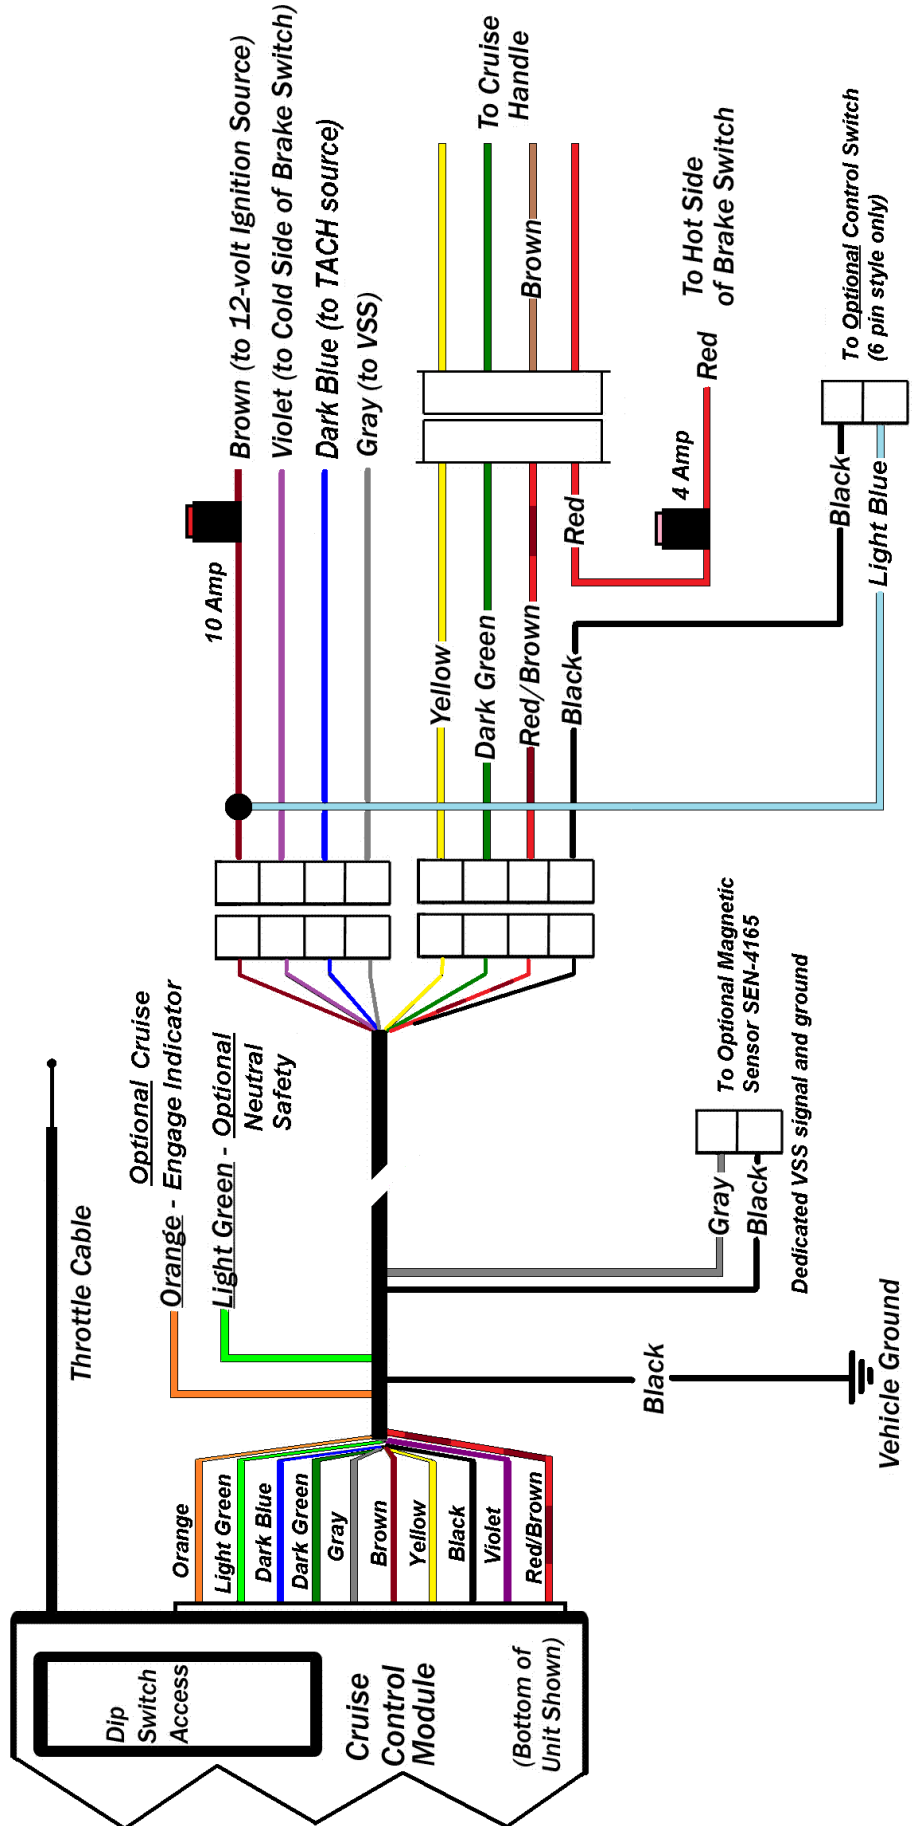 Throttle Cable
Optional Cruise
Orange - Engage Indicator
Light Green - Optional
Neutral
Safety
10 Amp
Brown (to 12-volt Ignition Source)
Violet (to Cold Side of Brake Switch)
Dark Blue (to TACH source)
Gray (to VSS)
To Cruise
Handle
Brown
Yellow
Dark Green
Red/Brown
Black
Red
4 Amp
Red
To Hot Side
of Brake Switch
Black
Light Blue
To Optional Control Switch
(6 pin style only)
To Optional Magnetic
Sensor SEN-4165
Gray
Black
Dedicated VSS signal and ground
Black
Vehicle Ground
Orange
Light Green
Dark Blue
Dark Green
Gray
Brown
Yellow
Black
Violet
Red/Brown
Dip
Switch
Access
Cruise
Control
Module
(Bottom of
Unit Shown)